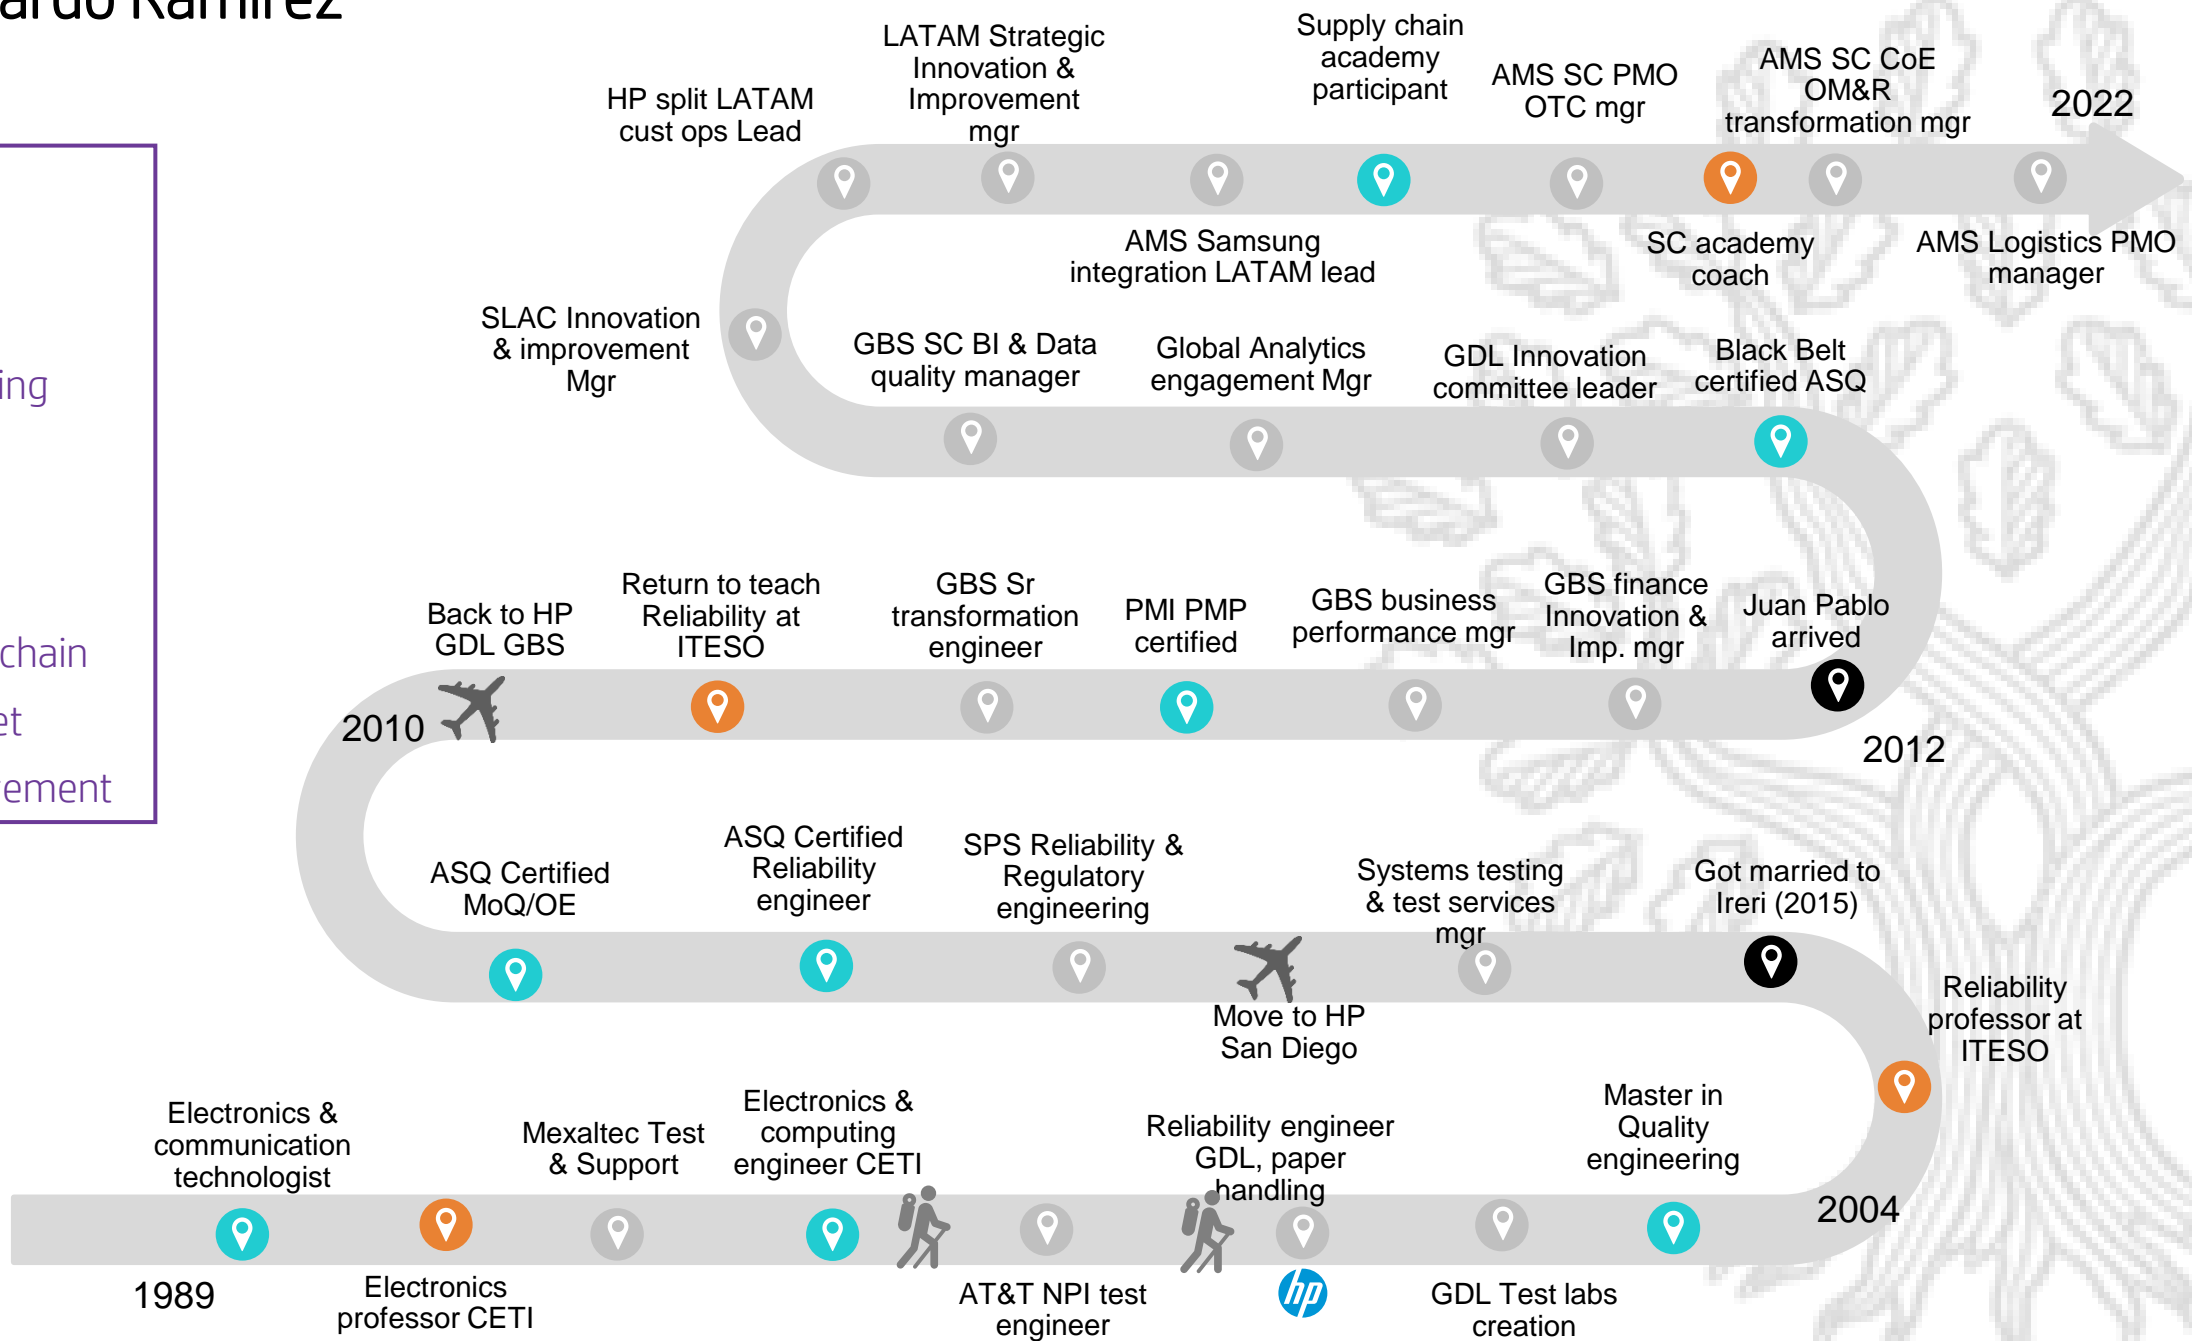 ardo Ramirez
ing
chain
et
ement
LATAM Strategic
Innovation &
Improvement
mgr
Supply chain
academy
participant
AMS SC PMO
OTC mgr
AMS SC CoE
OM&R
transformation mgr
2022
HP split LATAM
cust ops Lead
AMS Samsung
integration LATAM lead
SC academy
coach
AMS Logistics PMO
manager
SLAC Innovation
& improvement
Mgr
GBS SC BI & Data
quality manager
Global Analytics
engagement Mgr
GDL Innovation
committee leader
Black Belt
certified ASQ
Back to HP
GDL GBS
Return to teach
Reliability at
ITESO
GBS Sr
transformation
engineer
PMI PMP
certified
GBS business
performance mgr
GBS finance
Innovation &
Imp. mgr
Juan Pablo
arrived
2010
2012
ASQ Certified
MoQ/OE
ASQ Certified
Reliability
engineer
SPS Reliability &
Regulatory
engineering
Move to HP
San Diego
Systems testing
& test services
mgr
Got married to
Ireri (2015)
Reliability
professor at
ITESO
Electronics &
communication
technologist
Mexaltec Test
& Support
Electronics &
computing
engineer CETI
Reliability engineer
GDL, paper
handling
Master in
Quality
engineering
2004
1989
Electronics
professor CETI
AT&T NPI test
engineer
hp
GDL Test labs
creation